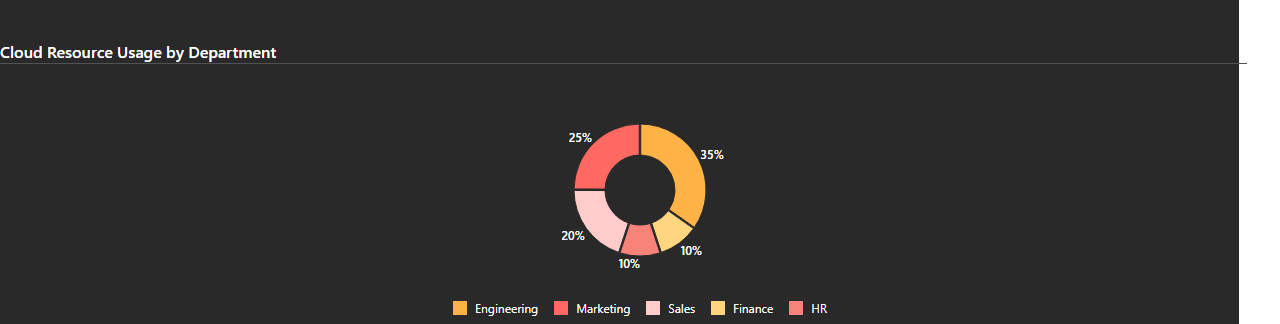 Cloud Resource Usage by Department
25%
35%
20%
10%
10%
Engineering Marketing Sales Finance HR